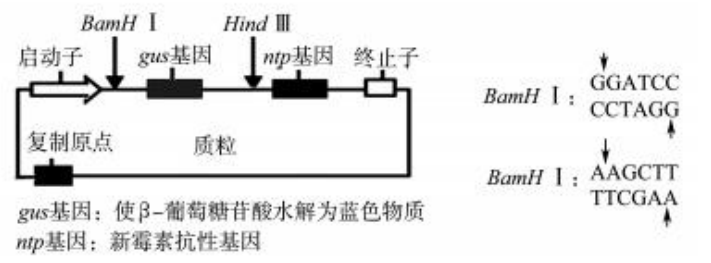 BamH Ⅰ Hind Ⅲ
启动子 gus基因 ntp基因 终止子
复制原点 质粒
gus基因：使β-葡萄糖苷酸水解为蓝色物质
ntp基因：新霉素抗性基因
GGATCC
BamH Ⅰ：
CCTAGG
AAGCTT
BamH Ⅰ：
TTCGAA